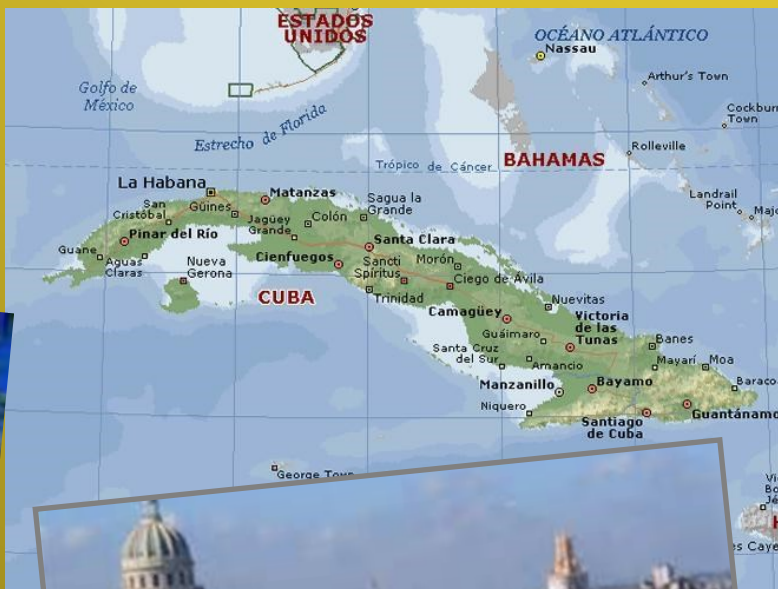 ESTADOS
UNIDOS
OCÉANO ATLÁNTICO
Nassau
Golfo de
México
Arthur's Town
Cockburn
Town
Estrecho de Florida
Rolleville
Trópico de Cáncer
BAHAMAS
La Habana
Matanzas
Landrail
Point
San
Cristóbal
Güines
Colón
Sagua la
Grande
Jagüey
Grande
Pinar del Río
Santa Clara
Guane
Aguas
Claras
Nueva
Gerona
Cienfuegos
Sancti
Spíritus
Morón
Ciego de Ávila
CUBA
Trinidad
Nuevitas
Camagüey
Victoria
de las
Tunas
Guáimaro
Banes
Santa Cruz
del Sur
Amancio
Mayarí
Moa
Manzanillo
Bayamo
Baraco
Niquero
Santiago
de Cuba
Guantánamo
George Town